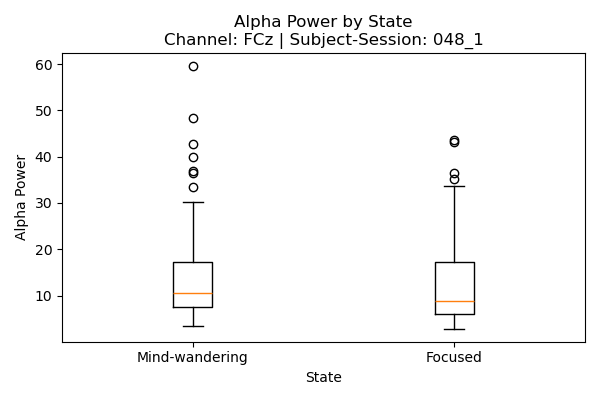 Alpha Power by State
Channel: FCz | Subject-Session: 048_1
60
50
40
30
20
10
Alpha Power
Mind-wandering
Focused
State